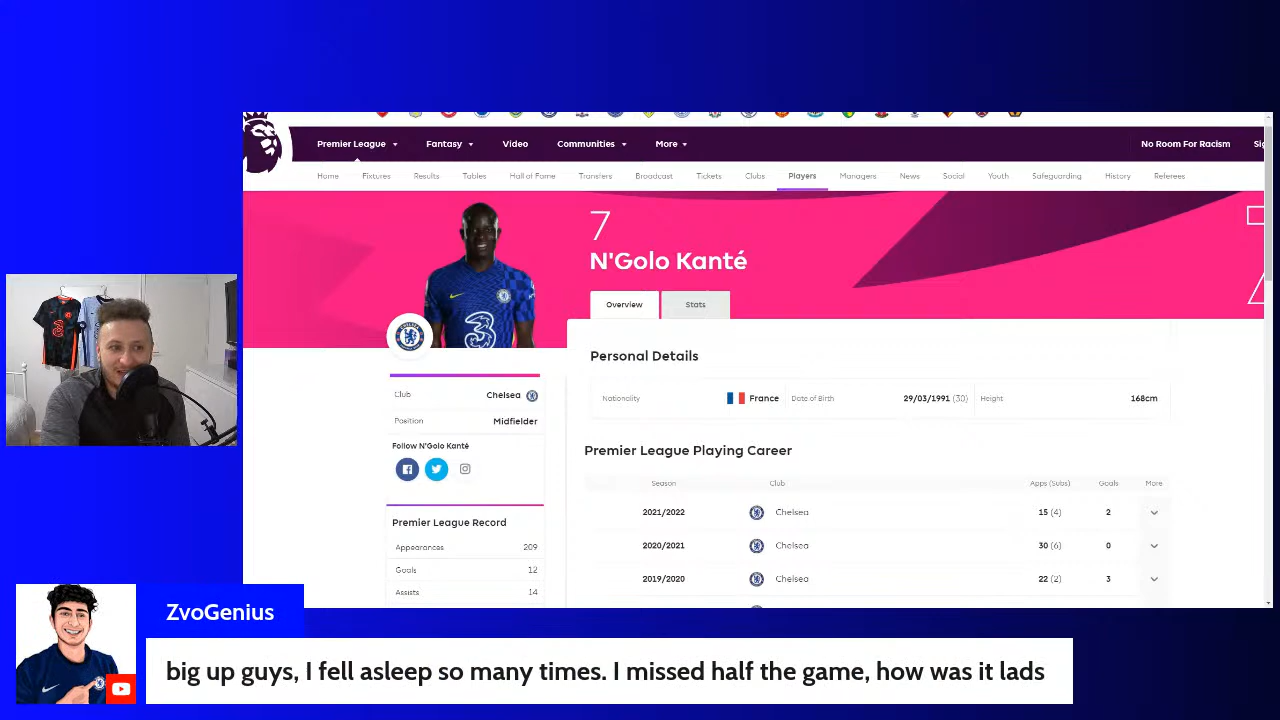 Premier League
Fantasy
Video
Communities
More
No Room For Racism
Home
Fixtures
Results
Tables
Hall of Fame
Transfers
Broadcast
Tickets
Clubs
Players
Managers
News
Social
Youth
Safeguarding
History
Referees
7
N'Golo Kanté
Overview
Stats
Personal Details
Nationality France
Date of Birth 29/03/1991 (30)
Height 168cm
Club Chelsea
Position Midfielder
Follow N'Golo Kanté
Premier League Record
Appearances 209
Goals 12
Assists 14
Premier League Playing Career
Season Club Apps (Subs) Goals More
2021/2022 Chelsea 15 (4) 2
2020/2021 Chelsea 30 (6) 0
2019/2020 Chelsea 22 (2) 3
ZvoGenius
big up guys, I fell asleep so many times. I missed half the game, how was it lads